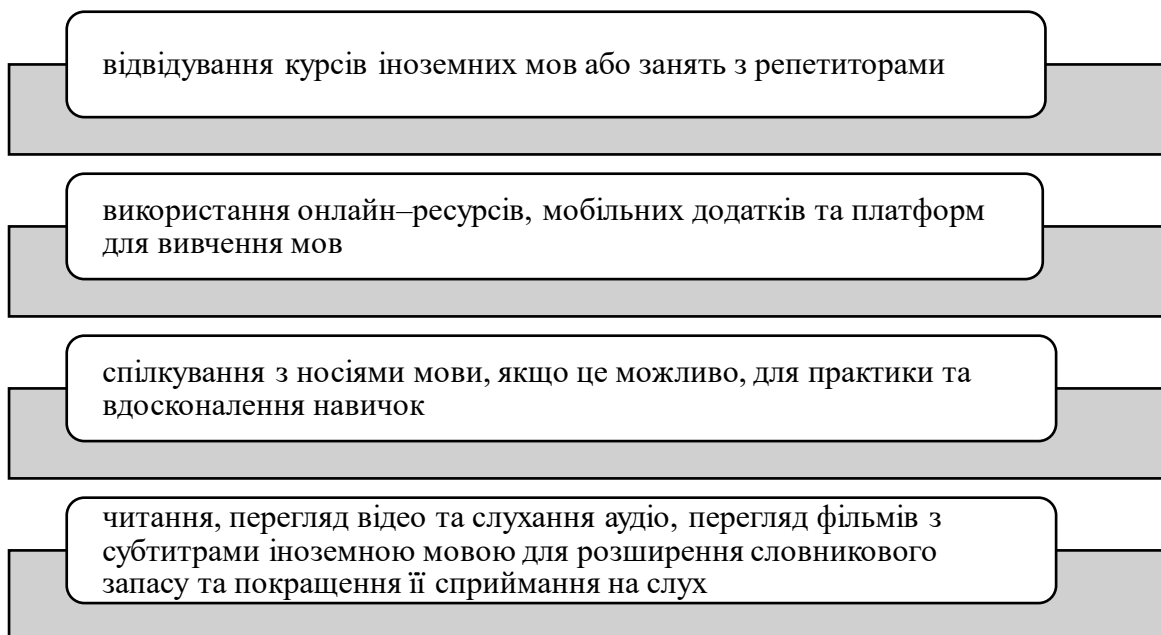 відвідування курсів іноземних мов або занять з репетиторами
використання онлайн–ресурсів, мобільних додатків та платформ
для вивчення мов
спілкування з носіями мови, якщо це можливо, для практики та
вдосконалення навичок
читання, перегляд відео та слухання аудіо, перегляд фільмів з
субтитрами іноземною мовою для розширення словникового
запасу та покращення її сприймання на слух